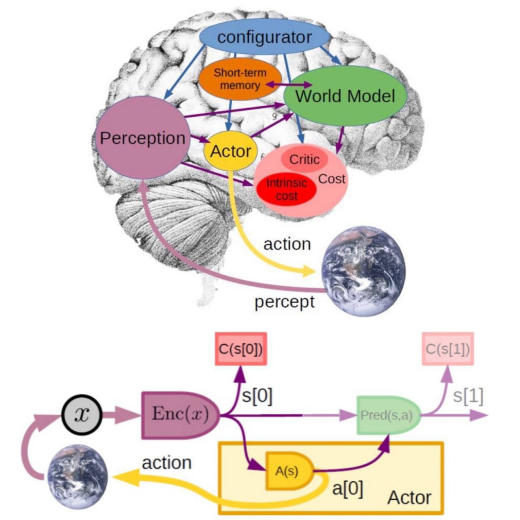 configurator
Short-term
memory
World Model
Perception
Actor
Critic
Cost
Intrinsic
cost
action
percept
C(s[0])
C(s[1])
s[0]
s[1]
x
Enc(x)
Pred(s,a)
action
A(s)
a[0]
Actor